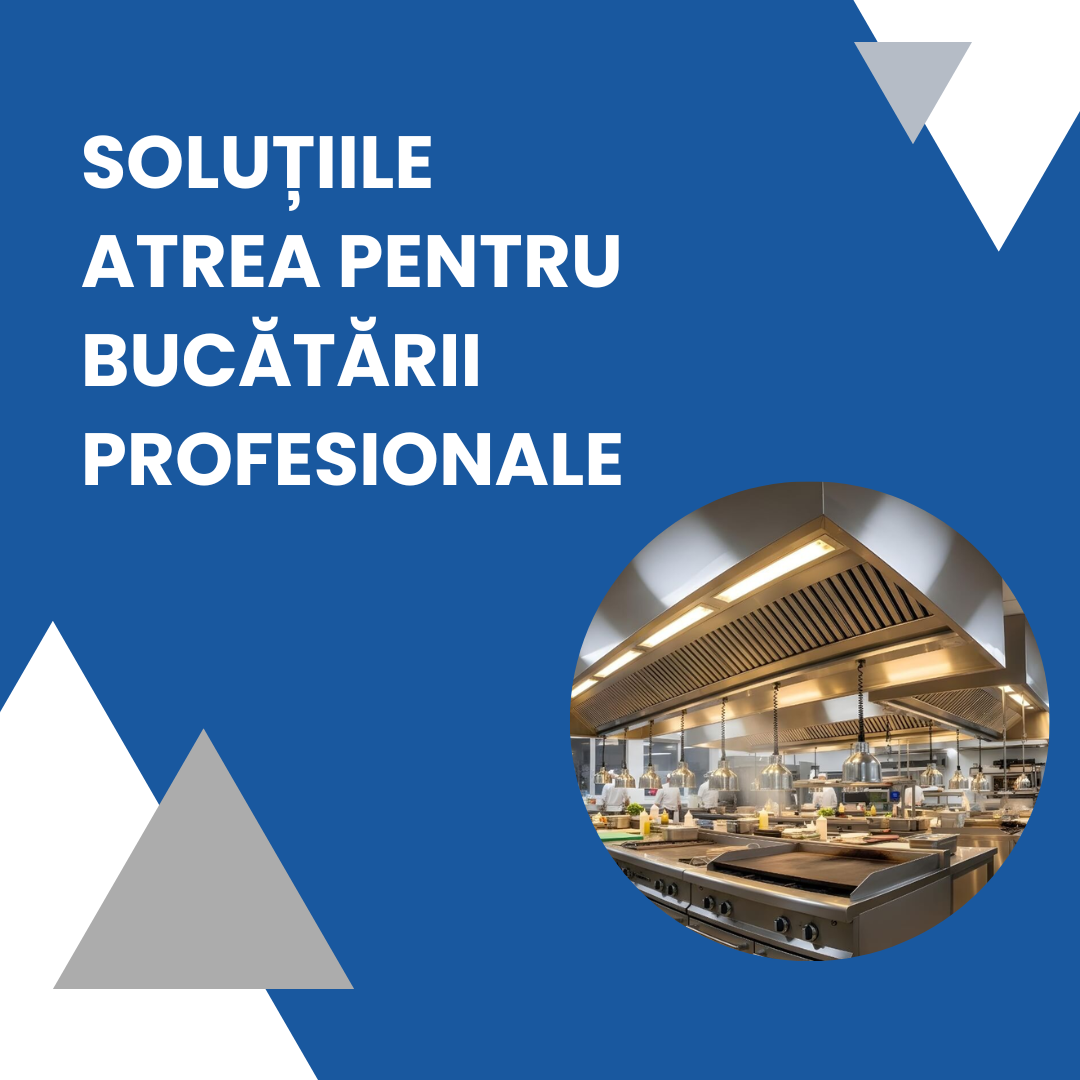 SOLUȚIILE
ATREA PENTRU
BUCĂTĂRII
PROFESIONALE